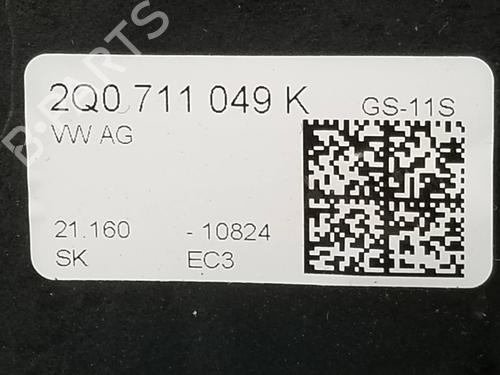 B-PARTS
2Q0 711 049 K
GS-11S
VW AG
21.160 - 10824
SK EC3